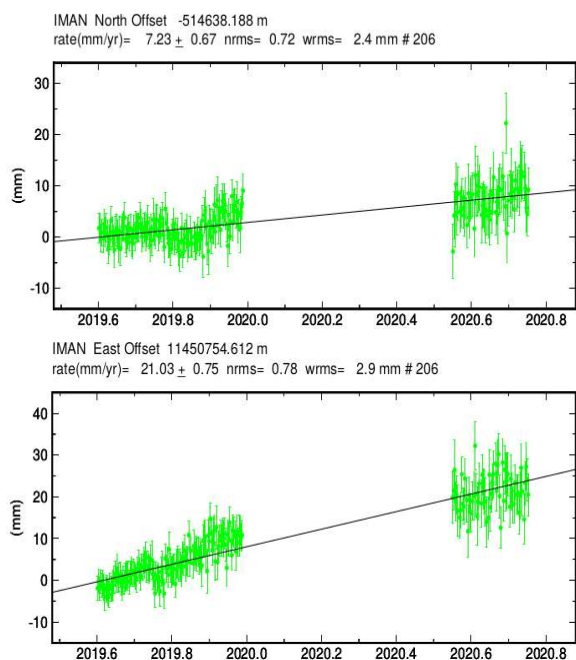 IMAN North Offset -514638.188 m
rate(mm/yr)= 7.23 ± 0.67 nrms= 0.72 wrms= 2.4 mm # 206
30
20
10
0
-10
(mm)
2019.6 2019.8 2020.0 2020.2 2020.4 2020.6 2020.8
IMAN East Offset 11450754.612 m
rate(mm/yr)= 21.03 ± 0.75 nrms= 0.78 wrms= 2.9 mm # 206
40
30
20
10
0
-10
(mm)
2019.6 2019.8 2020.0 2020.2 2020.4 2020.6 2020.8